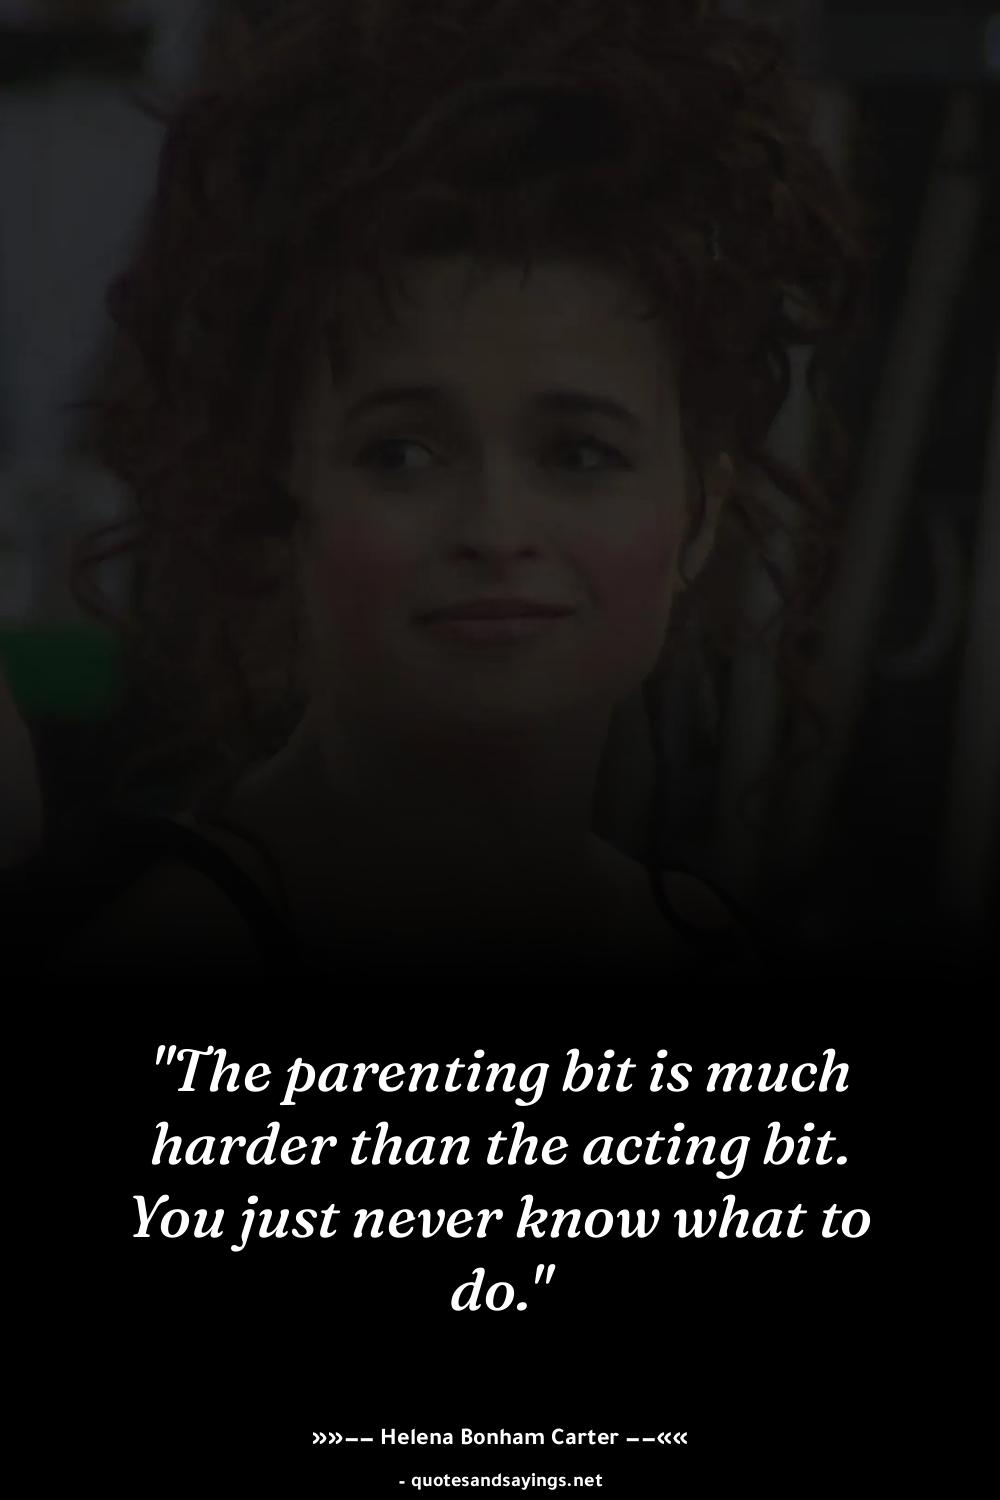 "The parenting bit is much
harder than the acting bit.
You just never know what to
do."
»»−− Helena Bonham Carter −−««
- quotesandsayings.net